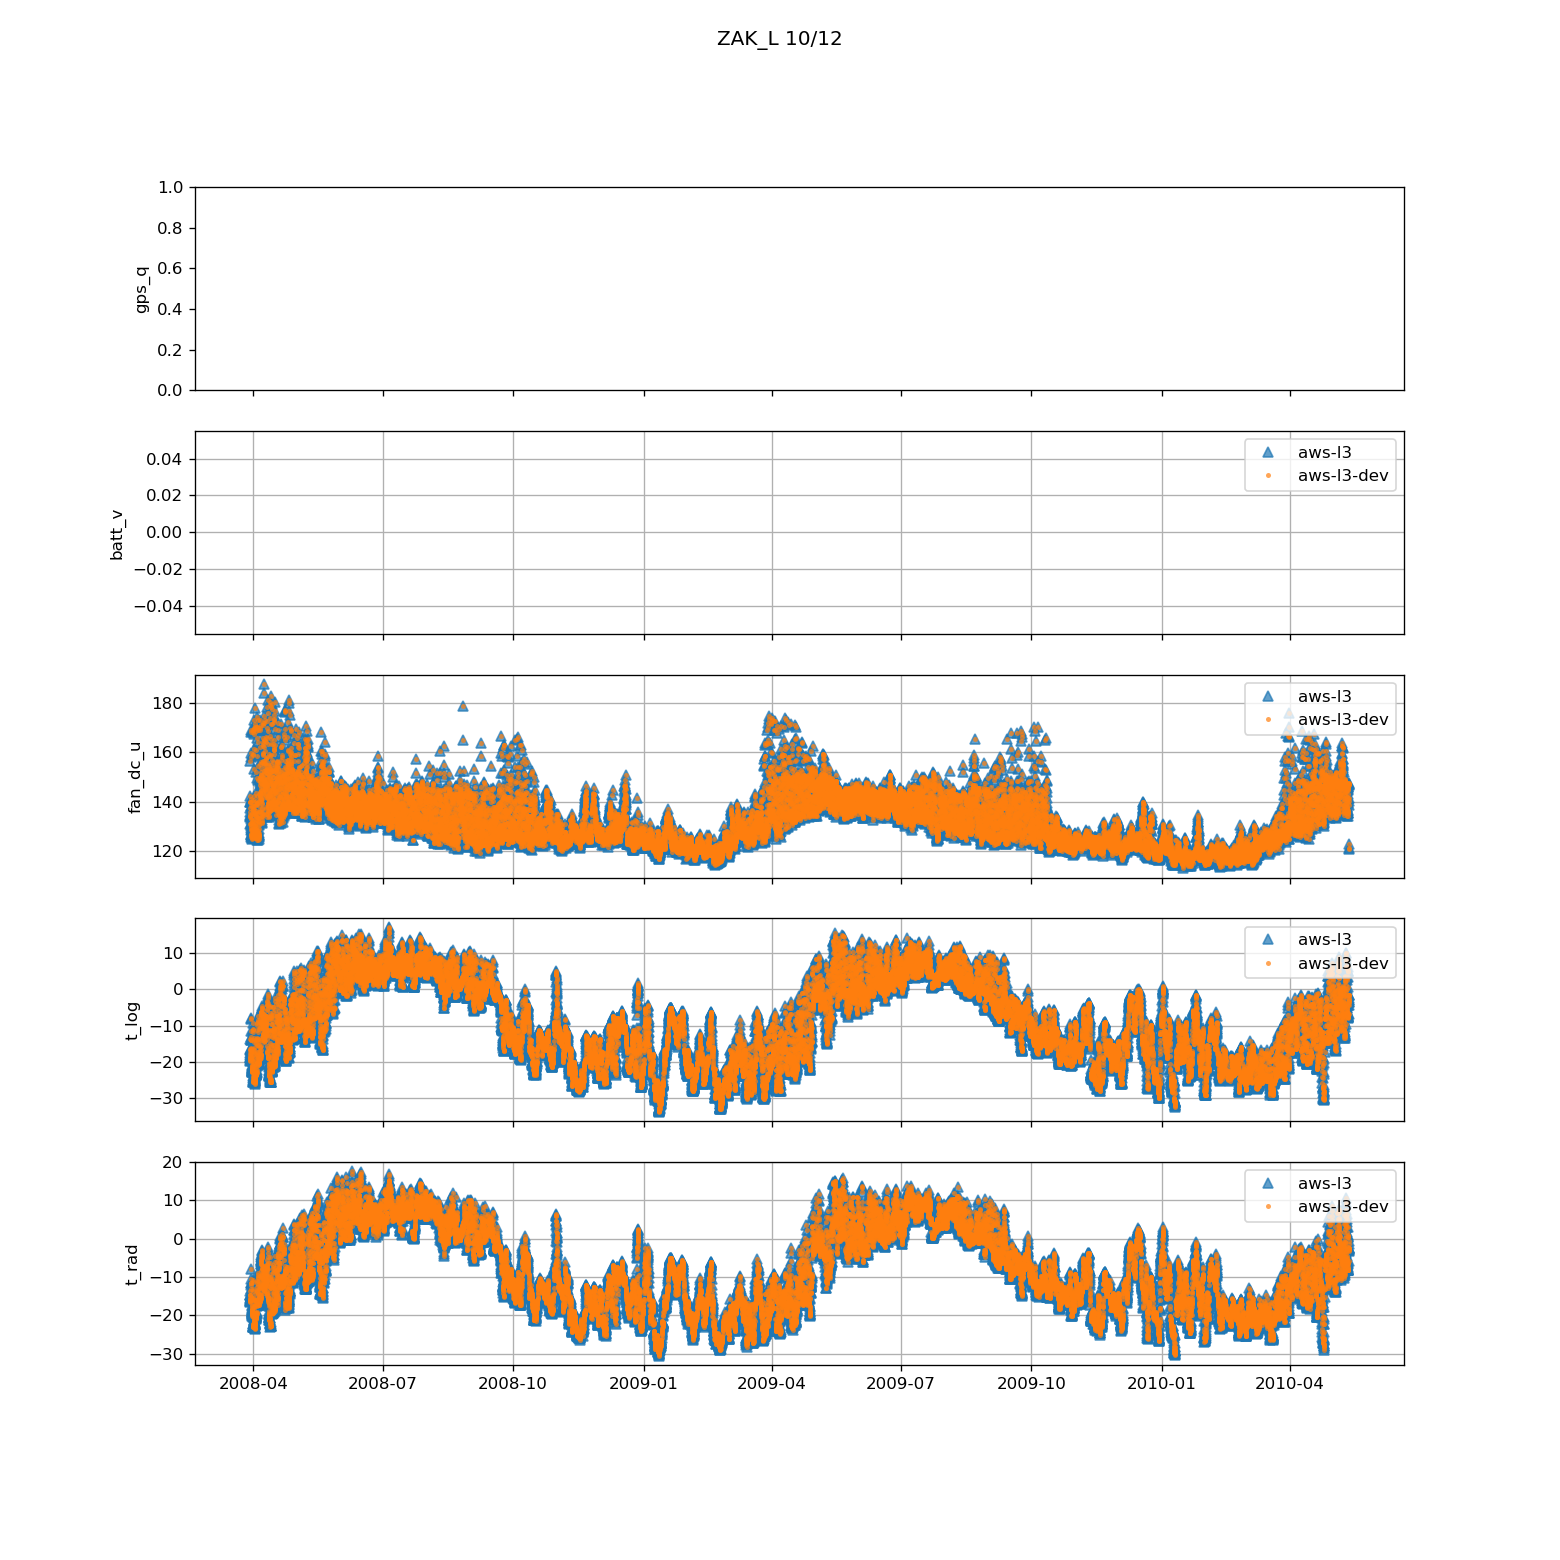 ZAK_L 10/12
1.0
0.8
0.6
0.4
0.2
0.0
gps_q
0.04
0.02
0.00
−0.02
−0.04
batt_v
aws-l3
aws-l3-dev
180
160
140
120
fan_dc_u
aws-l3
aws-l3-dev
10
0
−10
−20
−30
t_log
aws-l3
aws-l3-dev
20
10
0
−10
−20
−30
t_rad
aws-l3
aws-l3-dev
2008-04 2008-07 2008-10 2009-01 2009-04 2009-07 2009-10 2010-01 2010-04